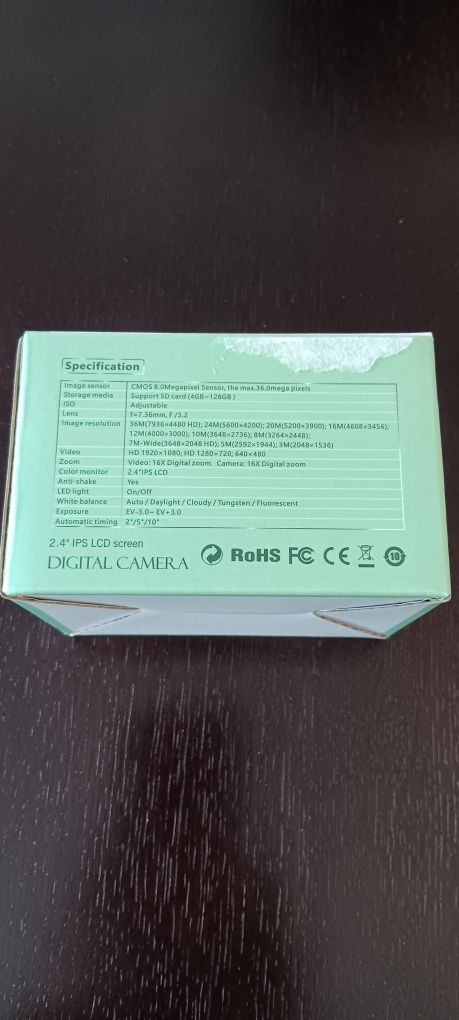 Specification
Image sensor CMOS 8.0Megapixel Sensor, the max.36.0mega pixels
Storage media Support SD card (4GB~128GB )
ISO Adjustable
Lens f=7.36mm, F /3.2
Image resolution 36M(7936×4480 HD); 24M(5600×4200); 20M(5200×3900); 16M(4608×3456);
12M(4000×3000); 10M(3648×2736); 8M(3264×2448);
7M-Wide(3648×2048 HD); 5M(2592×1944); 3M(2048×1536)
Video HD 1920×1080; HD 1280×720; 640×480
Zoom Video: 16X Digital zoom Camera: 16X Digital zoom
Color monitor 2.4"IPS LCD
Anti-shake Yes
LED light On/Off
White balance Auto / Daylight / Cloudy / Tungsten / Fluorescent
Exposure EV-3.0~ EV+3.0
Automatic timing 2"/5"/10"
2.4" IPS LCD screen
DIGITAL CAMERA RoHS FC CE 10